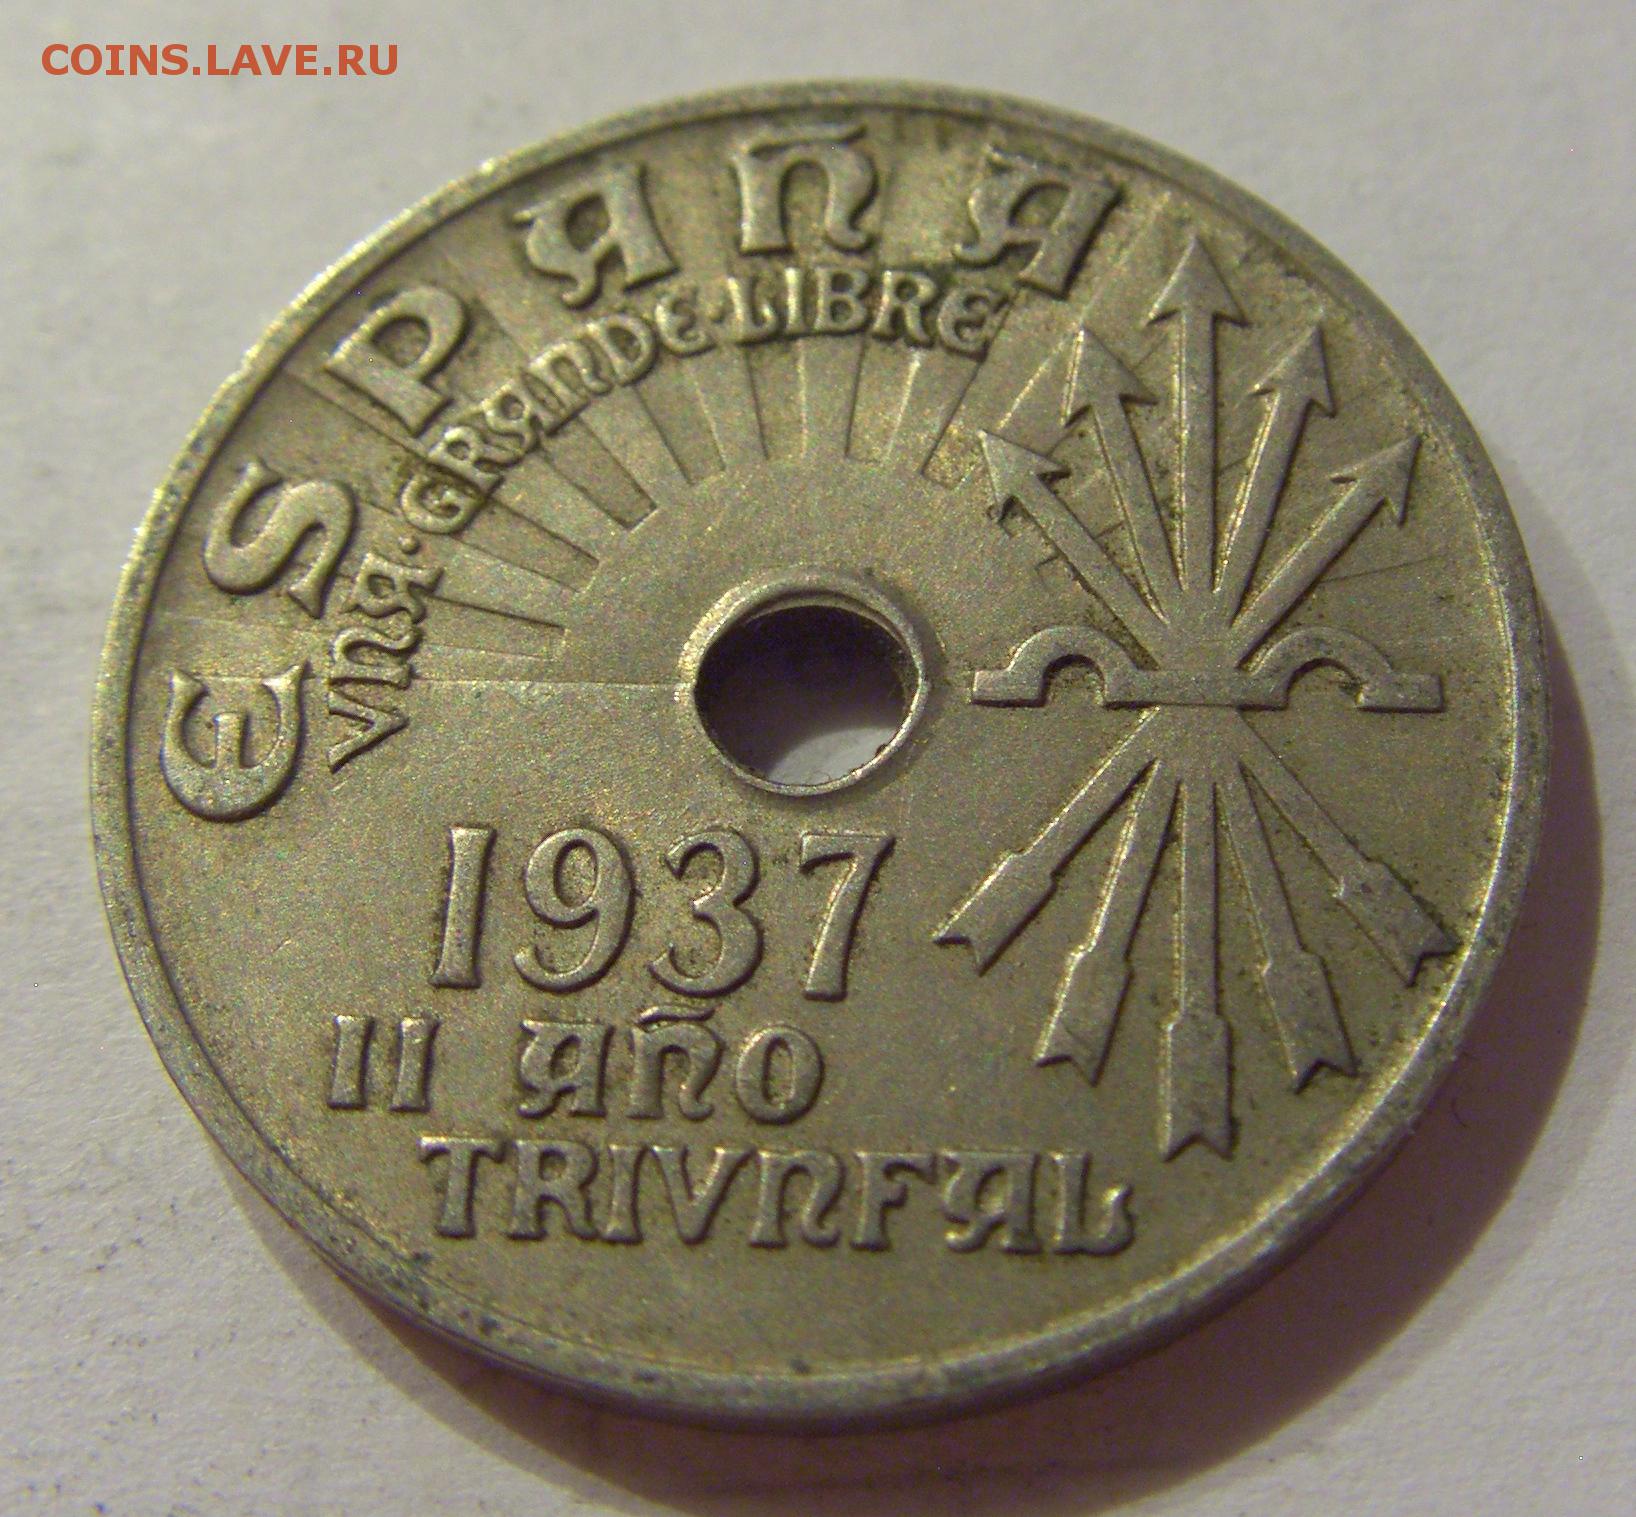 COINS.LAVE.RU
ESPAÑA
VNA·GRANDE·LIBRE
1937
II AÑO
TRIVNFAL